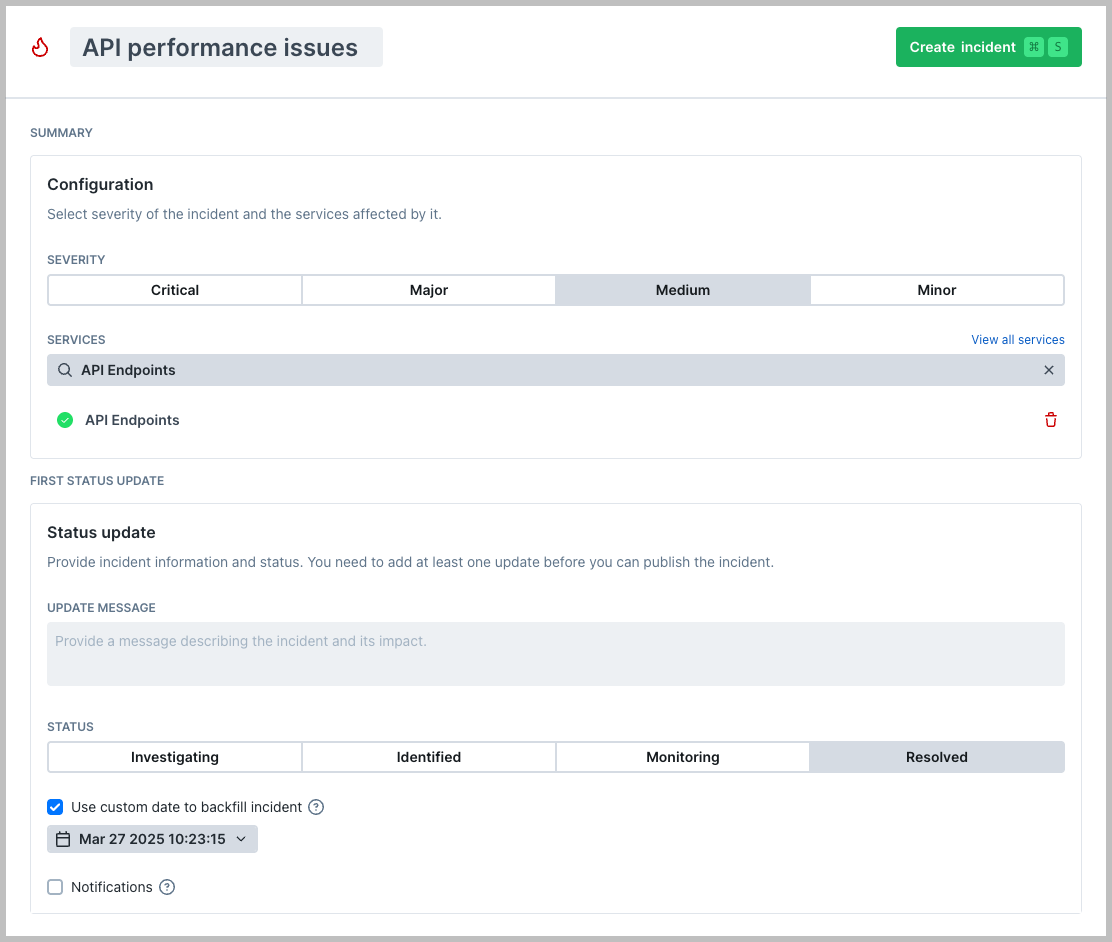 API performance issues
Create incident ⌘ S
SUMMARY
Configuration
Select severity of the incident and the services affected by it.
SEVERITY
Critical Major Medium Minor
SERVICES View all services
API Endpoints
API Endpoints
FIRST STATUS UPDATE
Status update
Provide incident information and status. You need to add at least one update before you can publish the incident.
UPDATE MESSAGE
Provide a message describing the incident and its impact.
STATUS
Investigating Identified Monitoring Resolved
Use custom date to backfill incident ?
Mar 27 2025 10:23:15
Notifications ?